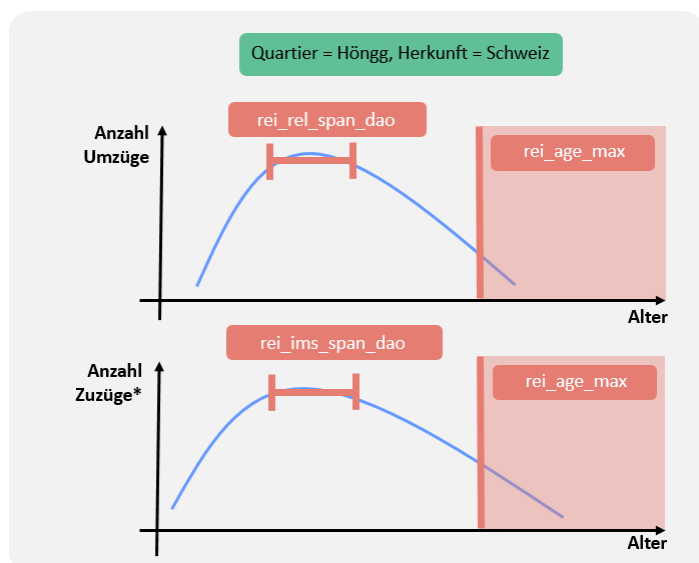 Quartier = Höngg, Herkunft = Schweiz
rei_rel_span_dao
Anzahl
Umzüge
rei_age_max
Alter
rei_ims_span_dao
Anzahl
Zuzüge*
rei_age_max
Alter